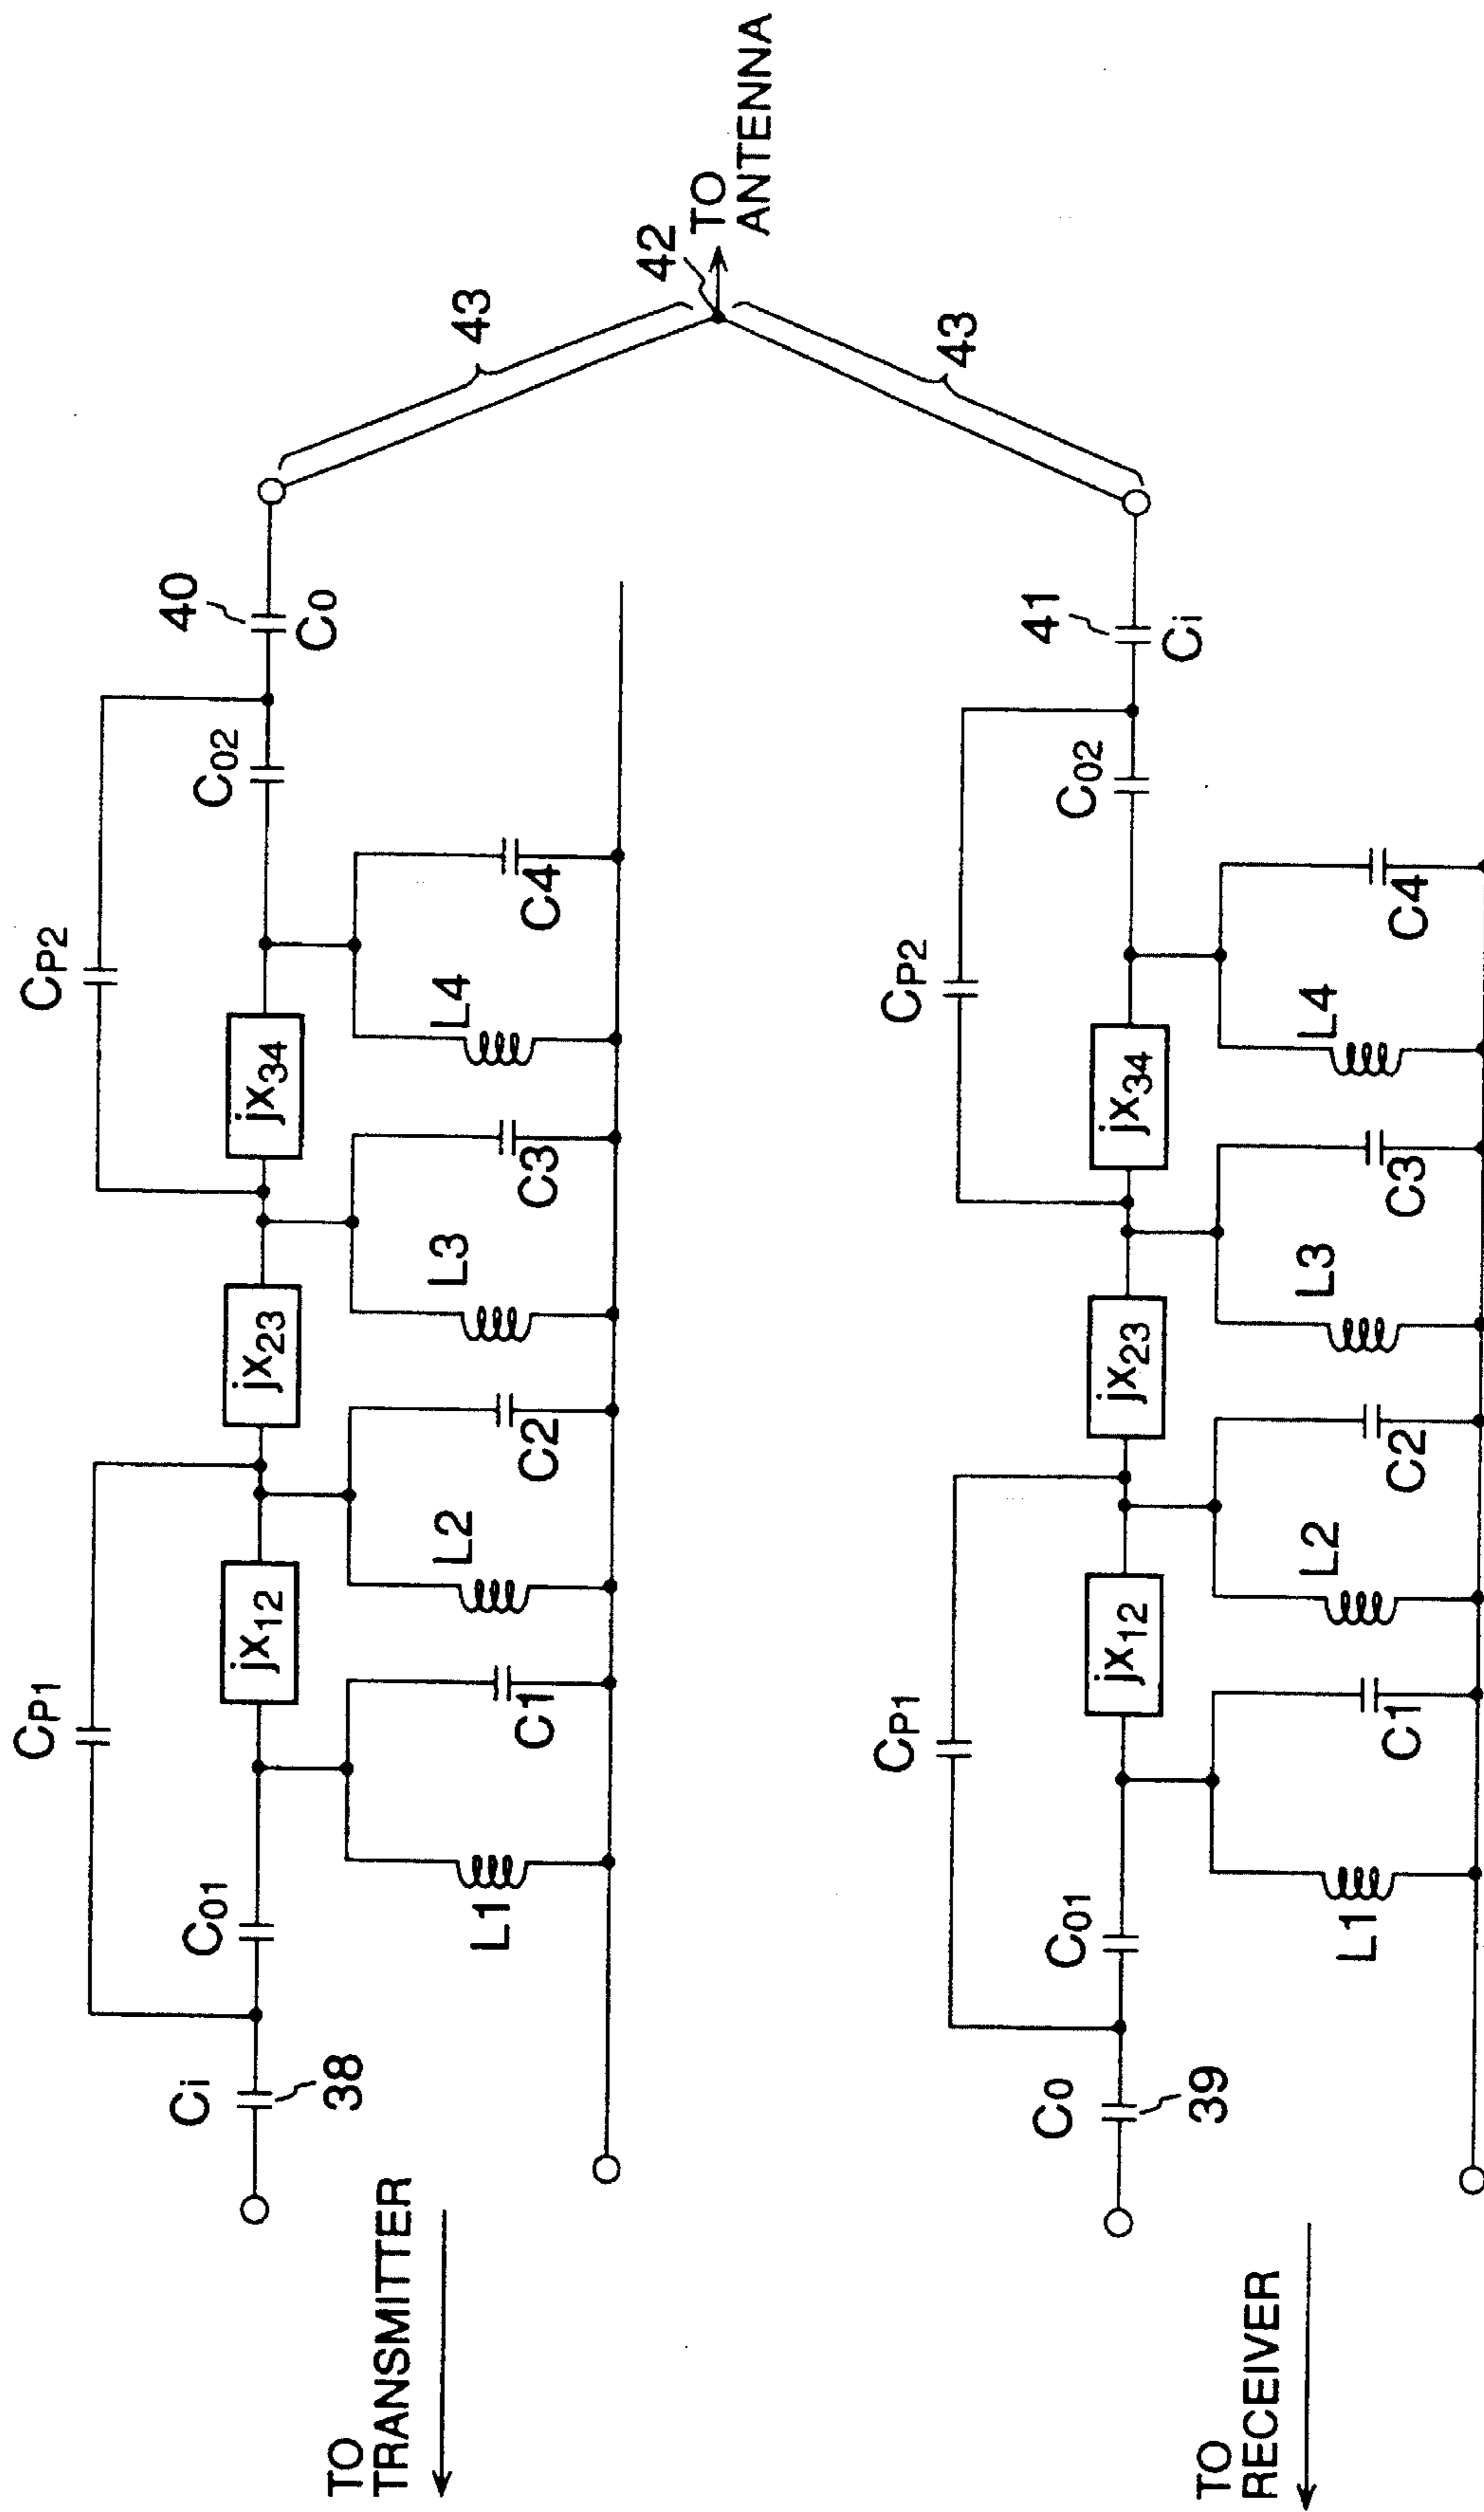 CP1
CP2
Ci
38
C01
jX12
jX23
jX34
C02
C0
40
L1
C1
L2
C2
L3
C3
L4
C4
TO
TRANSMITTER
43
42
TO
ANTENNA
43
CP1
CP2
C0
39
C01
jX12
jX23
jX34
C02
Ci
41
L1
C1
L2
C2
L3
C3
L4
C4
TO
RECEIVER